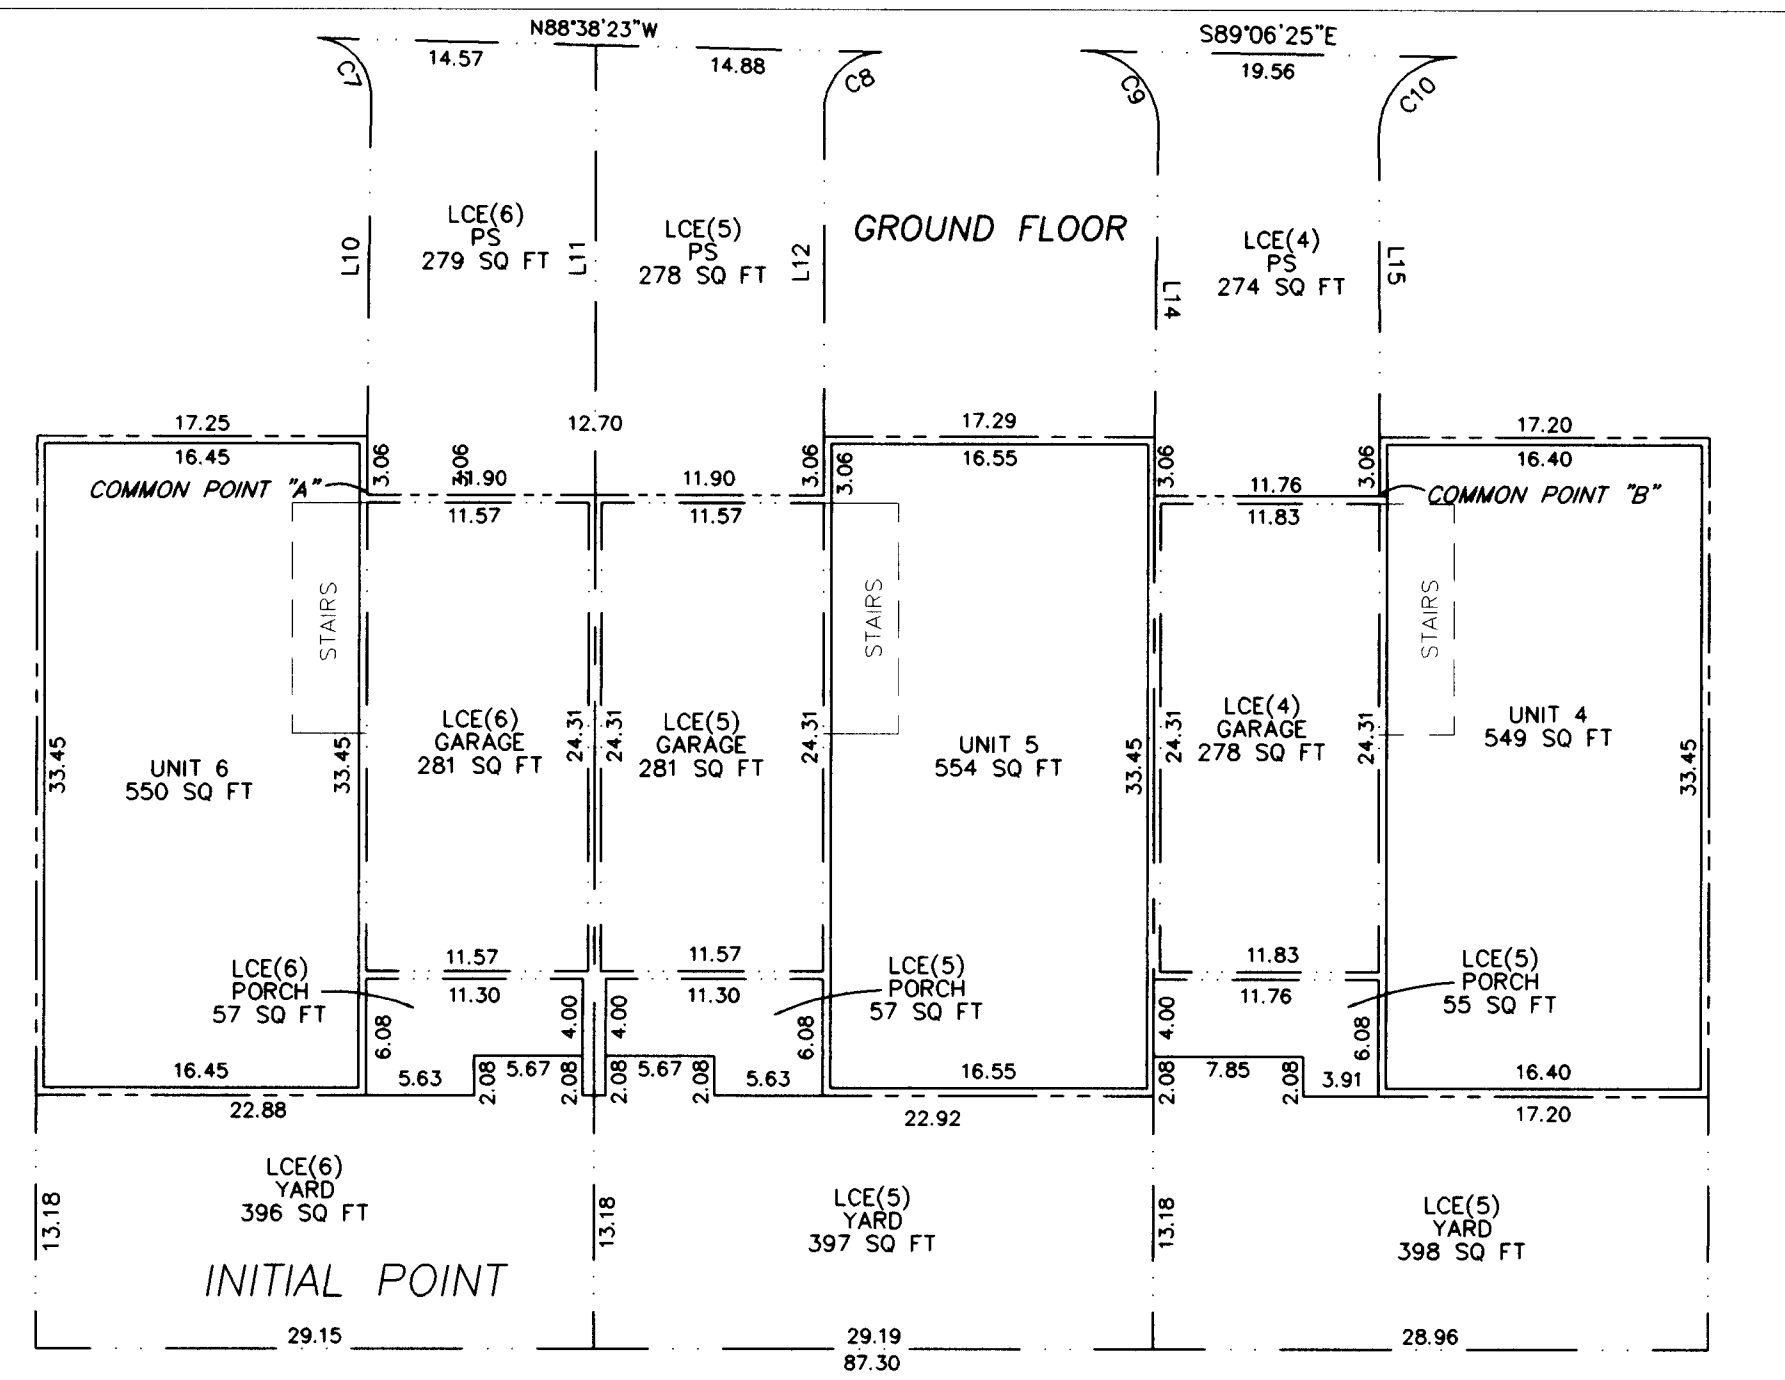 N88°38'23"W
S89°06'25"E
14.57
14.88
19.56
C7
C8
C9
C10
LCE(6)
PS
279 SQ FT
LCE(5)
PS
278 SQ FT
GROUND FLOOR
LCE(4)
PS
274 SQ FT
L10
L11
L12
L14
L15
17.25
12.70
17.29
17.20
16.45
3.06
3.06
11.90
11.90
3.06
3.06
16.55
3.06
11.76
3.06
16.40
COMMON POINT "A"
COMMON POINT "B"
11.57
11.57
11.83
STAIRS
STAIRS
STAIRS
33.45
UNIT 6
550 SQ FT
33.45
LCE(6)
GARAGE
281 SQ FT
24.31
24.31
LCE(5)
GARAGE
281 SQ FT
24.31
UNIT 5
554 SQ FT
33.45
24.31
LCE(4)
GARAGE
278 SQ FT
24.31
UNIT 4
549 SQ FT
33.45
11.57
11.57
11.83
LCE(6)
PORCH
57 SQ FT
11.30
11.30
LCE(5)
PORCH
57 SQ FT
11.76
LCE(5)
PORCH
55 SQ FT
6.08
4.00
4.00
6.08
4.00
6.08
16.45
5.63
2.08
5.67
2.08
2.08
5.67
2.08
5.63
16.55
2.08
7.85
2.08
3.91
16.40
22.88
22.92
17.20
LCE(6)
YARD
396 SQ FT
LCE(5)
YARD
397 SQ FT
LCE(5)
YARD
398 SQ FT
13.18
13.18
13.18
INITIAL POINT
29.15
29.19
28.96
87.30